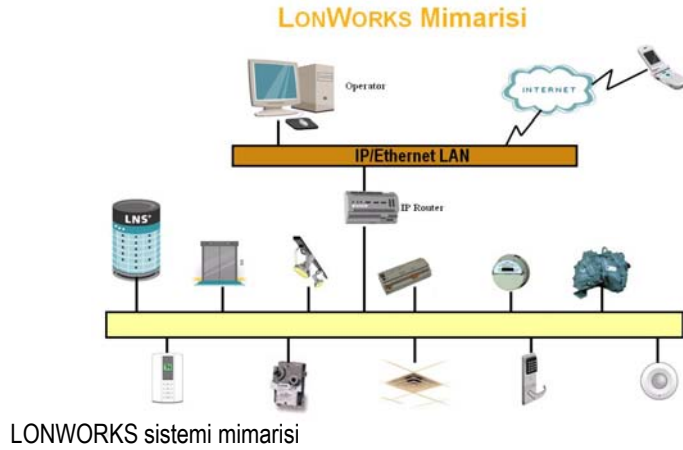 LONWORKS Mimarisi
Operator
INTERNET
IP/Ethernet LAN
IP Router
LNS
LONWORKS sistemi mimarisi